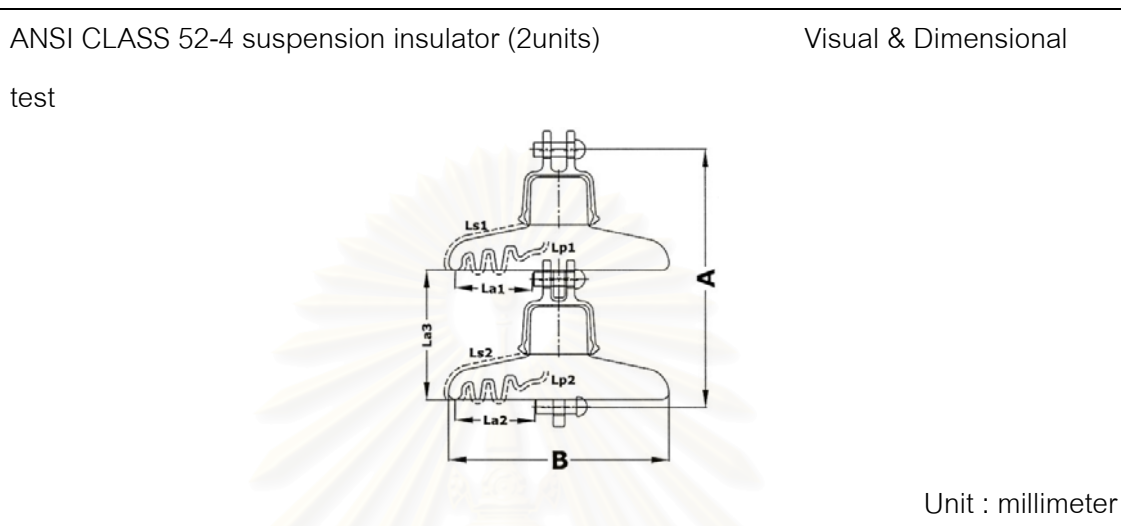 ANSI CLASS 52-4 suspension insulator (2units) Visual & Dimensional
test
Ls1
Lp1
La1
A
La3
Ls2
Lp2
La2
B
Unit : millimeter